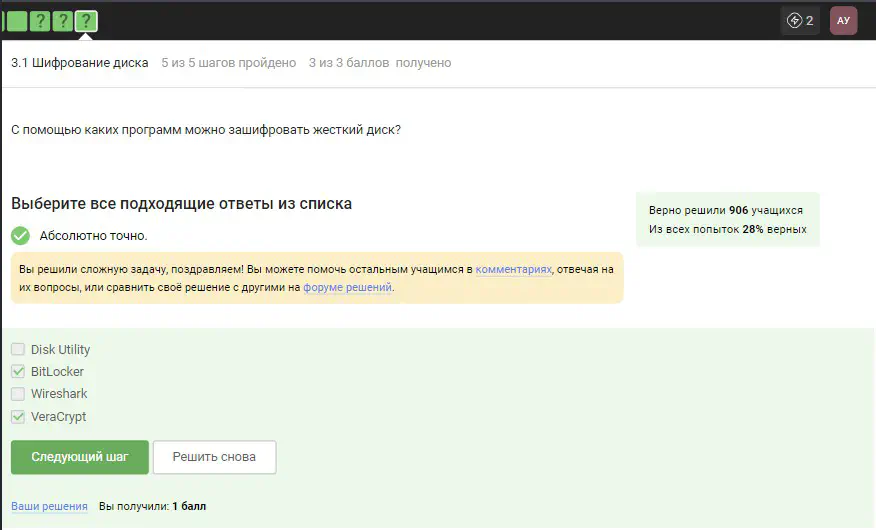 ? ? ?
2
АУ
3.1 Шифрование диска 5 из 5 шагов пройдено 3 из 3 баллов получено
С помощью каких программ можно зашифровать жесткий диск?
Выберите все подходящие ответы из списка
Верно решили 906 учащихся
Из всех попыток 28% верных
Абсолютно точно.
Вы решили сложную задачу, поздравляем! Вы можете помочь остальным учащимся в комментариях, отвечая на
их вопросы, или сравнить своё решение с другими на форуме решений.
Disk Utility
BitLocker
Wireshark
VeraCrypt
Следующий шаг
Решить снова
Ваши решения Вы получили: 1 балл